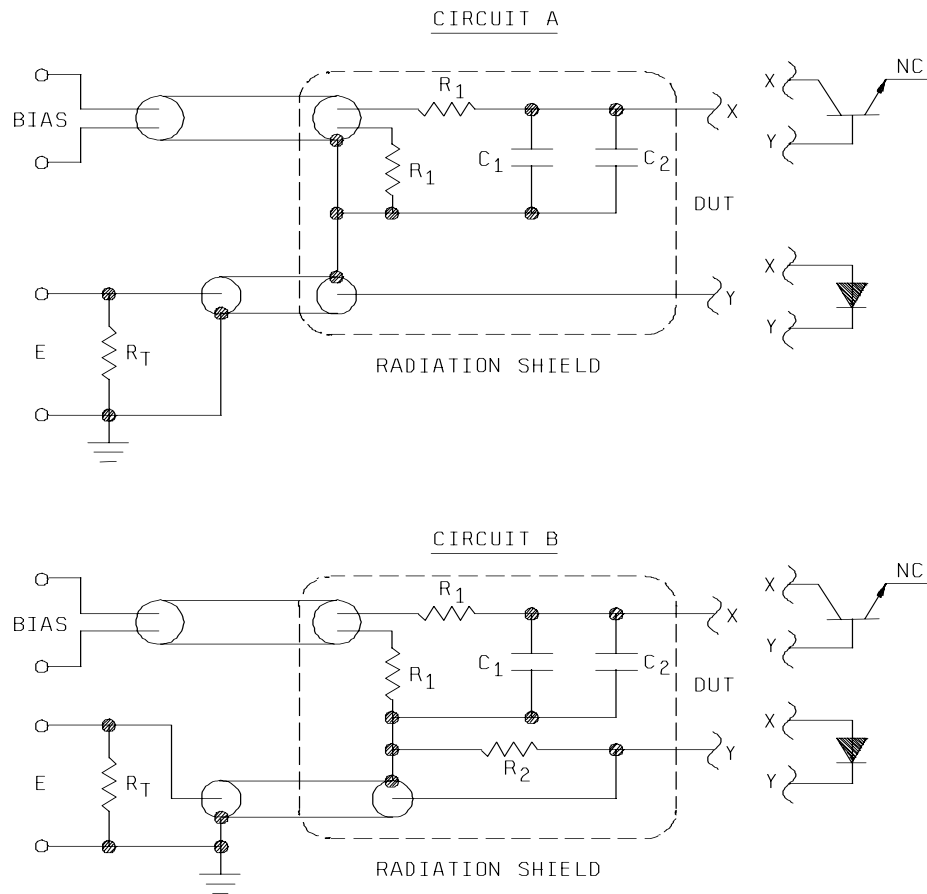 CIRCUIT A
X
NC
R1
BIAS
X
Y
R1
C1
C2
DUT
X
Y
Y
E
RT
RADIATION SHIELD
CIRCUIT B
X
NC
R1
BIAS
X
Y
R1
C1
C2
DUT
X
Y
R2
E
RT
Y
RADIATION SHIELD